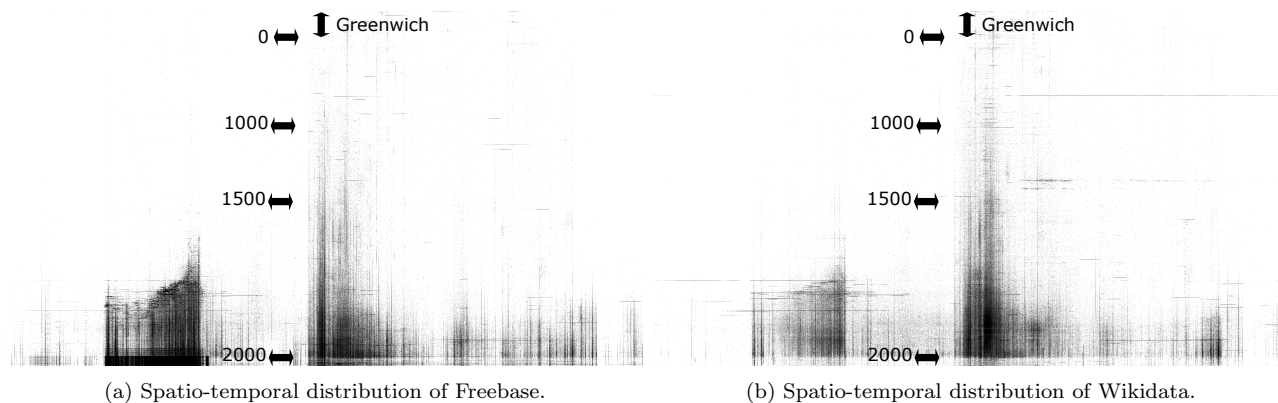 Greenwich
0
1000
1500
2000
(a) Spatio-temporal distribution of Freebase.
Greenwich
0
1000
1500
2000
(b) Spatio-temporal distribution of Wikidata.